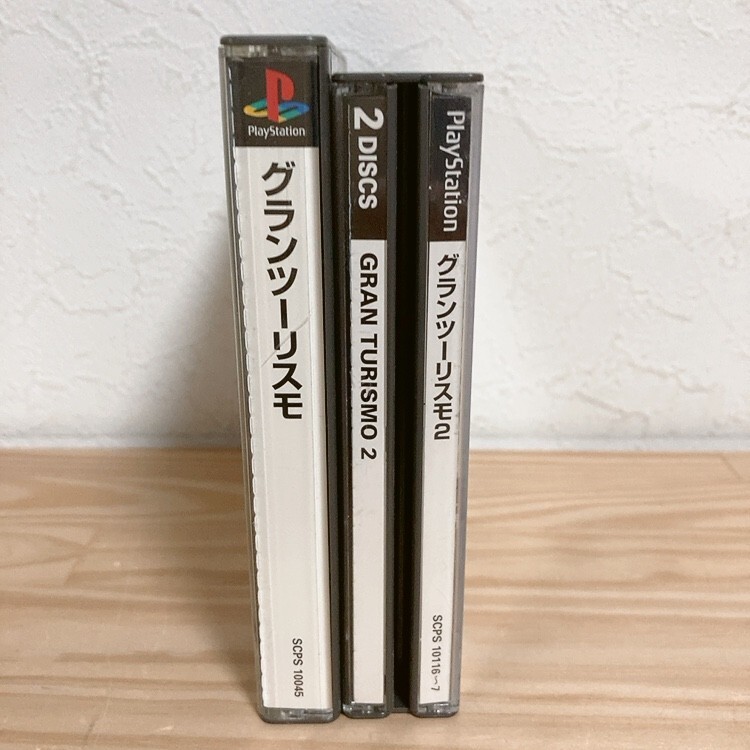 PlayStation
グランツーリスモ
SCPS 10045
2 DISCS
GRAN TURISMO 2
PlayStation
グランツーリスモ2
SCPS 10116〜7